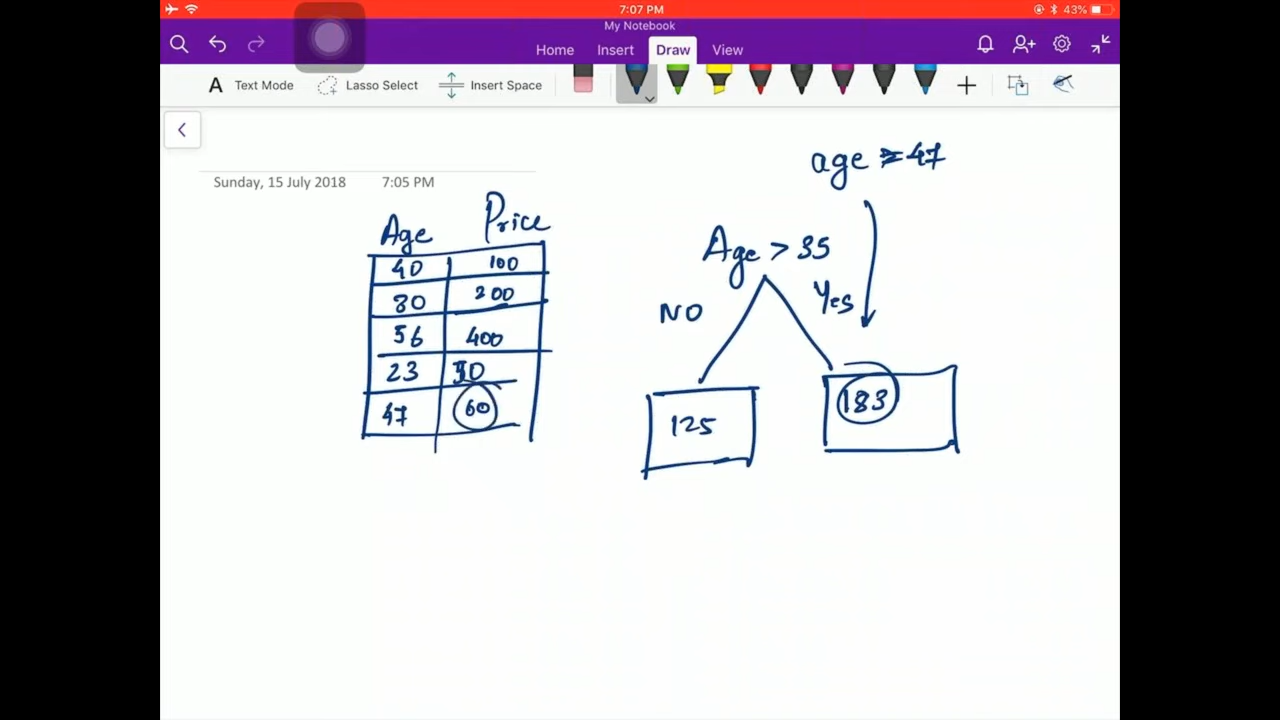 7:07 PM
43%
My Notebook
Home Insert Draw View
A Text Mode Lasso Select Insert Space
Sunday, 15 July 2018 7:05 PM
age = 47
Age Price
40 100
30 200
56 400
23 50
47 60
Age > 35
NO Yes
125 183